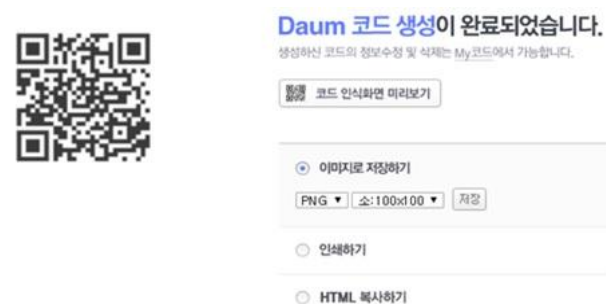 Daum 코드 생성이 완료되었습니다.
생성하신 코드의 정보수정 및 삭제는 My코드에서 가능합니다.
코드 인식화면 미리보기
이미지로 저장하기
PNG ▼ 소:100x100 ▼ 저장
인쇄하기
HTML 복사하기